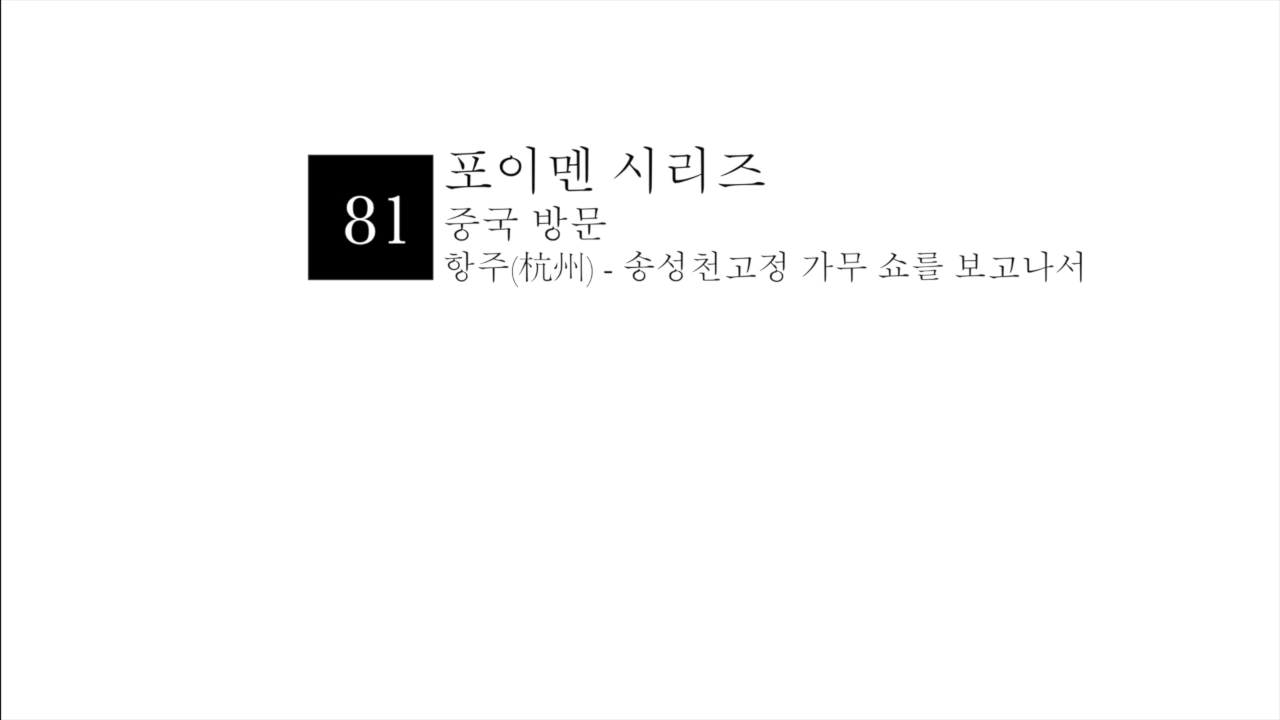 81
포이멘 시리즈
중국 방문
항주(杭州) - 송성천고정 가무 쇼를 보고나서